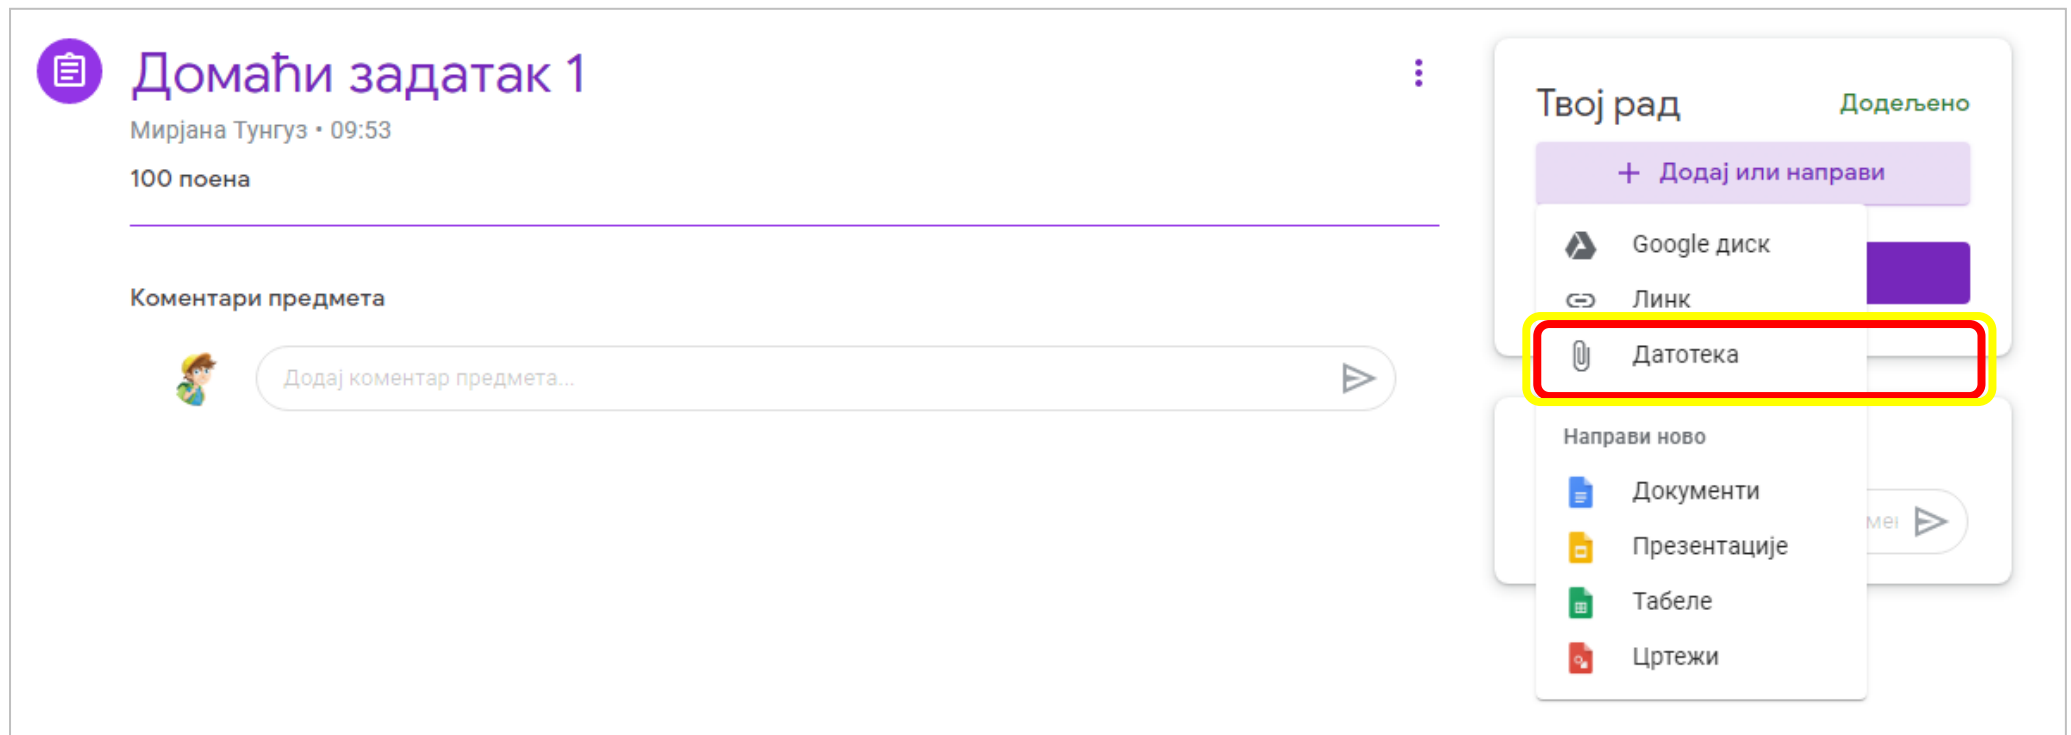 Домаћи задатак 1
Мирјана Тунгуз • 09:53
100 поена
Коментари предмета
Додај коментар предмета...
Твој рад
Додељено
+ Додај или направи
Google диск
Линк
Датотека
Направи ново
Документи
Презентације
Табеле
Цртежи